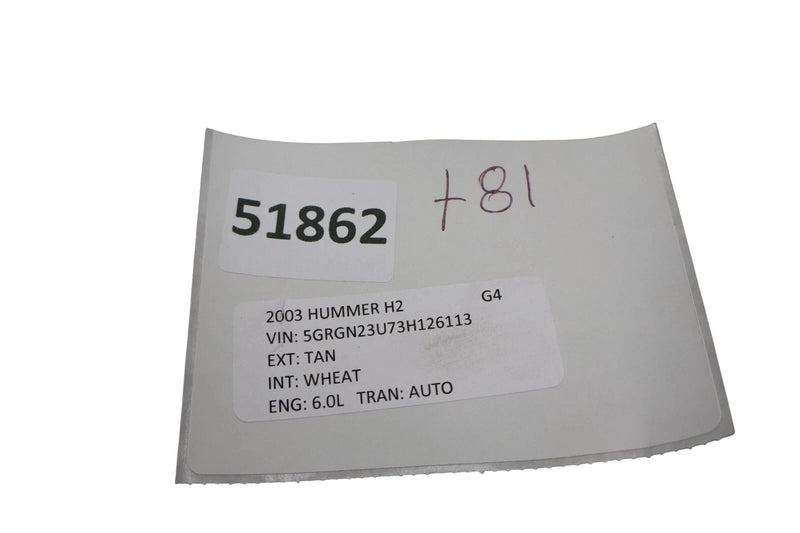 +81
51862
2003 HUMMER H2 G4
VIN: 5GRGN23U73H126113
EXT: TAN
INT: WHEAT
ENG: 6.0L TRAN: AUTO